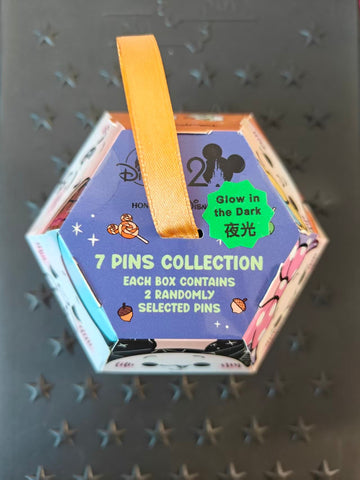 Glow in
the Dark
夜光
7 PINS COLLECTION
EACH BOX CONTAINS
2 RANDOMLY
SELECTED PINS